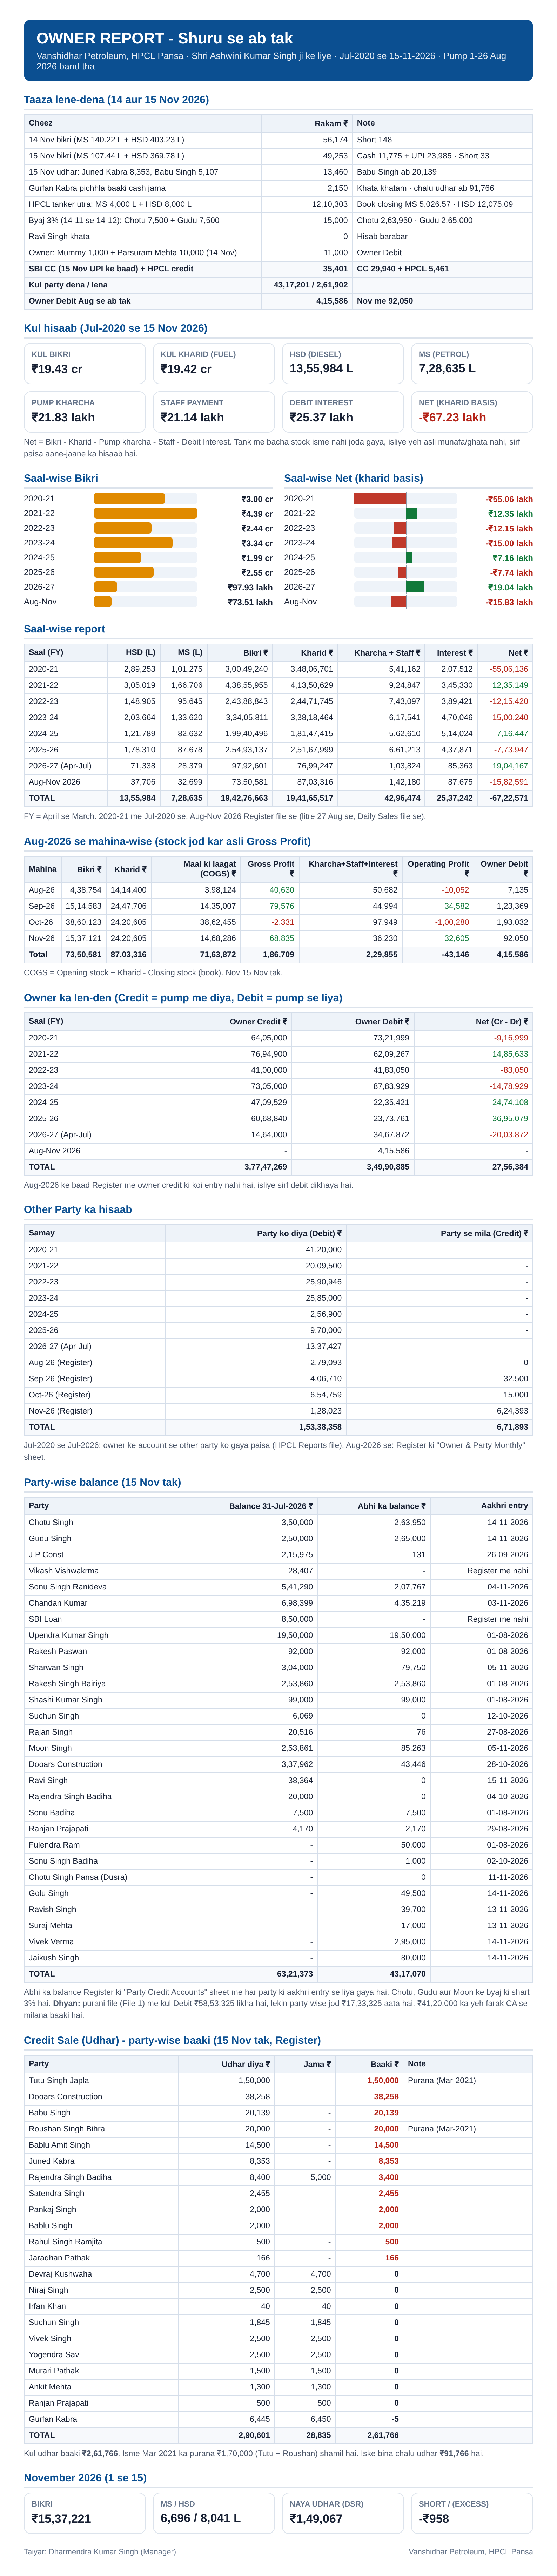 OWNER REPORT - Shuru se ab tak
Vanshidhar Petroleum, HPCL Pansa · Shri Ashwini Kumar Singh ji ke liye · Jul-2020 se 15-11-2026 · Pump 1-26 Aug
2026 band tha
Taaza lene-dena (14 aur 15 Nov 2026)
Cheez Rakam ₹ Note
14 Nov bikri (MS 140.22 L + HSD 403.23 L) 56,174 Short 148
15 Nov bikri (MS 107.44 L + HSD 369.78 L) 49,253 Cash 11,775 + UPI 23,985 · Short 33
15 Nov udhar: Juned Kabra 8,353, Babu Singh 5,107 13,460 Babu Singh ab 20,139
Gurfan Kabra pichhla baaki cash jama 2,150 Khata khatam · chalu udhar ab 91,766
HPCL tanker utra: MS 4,000 L + HSD 8,000 L 12,10,303 Book closing MS 5,026.57 · HSD 12,075.09
Byaj 3% (14-11 se 14-12): Chotu 7,500 + Gudu 7,500 15,000 Chotu 2,63,950 · Gudu 2,65,000
Ravi Singh khata 0 Hisab barabar
Owner: Mummy 1,000 + Parsuram Mehta 10,000 (14 Nov) 11,000 Owner Debit
SBI CC (15 Nov UPI ke baad) + HPCL credit 35,401 CC 29,940 + HPCL 5,461
Kul party dena / lena 43,17,201 / 2,61,902
Owner Debit Aug se ab tak 4,15,586 Nov me 92,050
Kul hisaab (Jul-2020 se 15 Nov 2026)
KUL BIKRI KUL KHARID (FUEL) HSD (DIESEL) MS (PETROL)
₹19.43 cr ₹19.42 cr 13,55,984 L 7,28,635 L
PUMP KHARCHA STAFF PAYMENT DEBIT INTEREST NET (KHARID BASIS)
₹21.83 lakh ₹21.14 lakh ₹25.37 lakh -₹67.23 lakh
Net = Bikri - Kharid - Pump kharcha - Staff - Debit Interest. Tank me bacha stock isme nahi joda gaya, isliye yeh asli munafa/ghata nahi, sirf
paisa aane-jaane ka hisaab hai.
Saal-wise Bikri Saal-wise Net (kharid basis)
2020-21 ₹3.00 cr 2020-21 -₹55.06 lakh
2021-22 ₹4.39 cr 2021-22 ₹12.35 lakh
2022-23 ₹2.44 cr 2022-23 -₹12.15 lakh
2023-24 ₹3.34 cr 2023-24 -₹15.00 lakh
2024-25 ₹1.99 cr 2024-25 ₹7.16 lakh
2025-26 ₹2.55 cr 2025-26 -₹7.74 lakh
2026-27 ₹97.93 lakh 2026-27 ₹19.04 lakh
Aug-Nov ₹73.51 lakh Aug-Nov -₹15.83 lakh
Saal-wise report
Saal (FY) HSD (L) MS (L) Bikri ₹ Kharid ₹ Kharcha + Staff ₹ Interest ₹ Net ₹
2020-21 2,89,253 1,01,275 3,00,49,240 3,48,06,701 5,41,162 2,07,512 -55,06,136
2021-22 3,05,019 1,66,706 4,38,55,955 4,13,50,629 9,24,847 3,45,330 12,35,149
2022-23 1,48,905 95,645 2,43,88,843 2,44,71,745 7,43,097 3,89,421 -12,15,420
2023-24 2,03,664 1,33,620 3,34,05,811 3,38,18,464 6,17,541 4,70,046 -15,00,240
2024-25 1,21,789 82,632 1,99,40,496 1,81,47,415 5,62,610 5,14,024 7,16,447
2025-26 1,78,310 87,678 2,54,93,137 2,51,67,999 6,61,213 4,37,871 -7,73,947
2026-27 (Apr-Jul) 71,338 28,379 97,92,601 76,99,247 1,03,824 85,363 19,04,167
Aug-Nov 2026 37,706 32,699 73,50,581 87,03,316 1,42,180 87,675 -15,82,591
TOTAL 13,55,984 7,28,635 19,42,76,663 19,41,65,517 42,96,474 25,37,242 -67,22,571
FY = April se March. 2020-21 me Jul-2020 se. Aug-Nov 2026 Register file se (litre 27 Aug se, Daily Sales file se).
Aug-2026 se mahina-wise (stock jod kar asli Gross Profit)
Mahina Bikri ₹ Kharid ₹ Maal ki laagat (COGS) ₹ Gross Profit ₹ Kharcha+Staff+Interest ₹ Operating Profit ₹ Owner Debit ₹
Aug-26 4,38,754 14,14,400 3,98,124 40,630 50,682 -10,052 7,135
Sep-26 15,14,583 24,47,706 14,35,007 79,576 44,994 34,582 1,23,369
Oct-26 38,60,123 24,20,605 38,62,455 -2,331 97,949 -1,00,280 1,93,032
Nov-26 15,37,121 24,20,605 14,68,286 68,835 36,230 32,605 92,050
Total 73,50,581 87,03,316 71,63,872 1,86,709 2,29,855 -43,146 4,15,586
COGS = Opening stock + Kharid - Closing stock (book). Nov 15 Nov tak.
Owner ka len-den (Credit = pump me diya, Debit = pump se liya)
Saal (FY) Owner Credit ₹ Owner Debit ₹ Net (Cr - Dr) ₹
2020-21 64,05,000 73,21,999 -9,16,999
2021-22 76,94,900 62,09,267 14,85,633
2022-23 41,00,000 41,83,050 -83,050
2023-24 73,05,000 87,83,929 -14,78,929
2024-25 47,09,529 22,35,421 24,74,108
2025-26 60,68,840 23,73,761 36,95,079
2026-27 (Apr-Jul) 14,64,000 34,67,872 -20,03,872
Aug-Nov 2026 - 4,15,586 -
TOTAL 3,77,47,269 3,49,90,885 27,56,384
Aug-2026 ke baad Register me owner credit ki koi entry nahi hai, isliye sirf debit dikhaya hai.
Other Party ka hisaab
Samay Party ko diya (Debit) ₹ Party se mila (Credit) ₹
2020-21 41,20,000 -
2021-22 20,09,500 -
2022-23 25,90,946 -
2023-24 25,85,000 -
2024-25 2,56,900 -
2025-26 9,70,000 -
2026-27 (Apr-Jul) 13,37,427 -
Aug-26 (Register) 2,79,093 0
Sep-26 (Register) 4,06,710 32,500
Oct-26 (Register) 6,54,759 15,000
Nov-26 (Register) 1,28,023 6,24,393
TOTAL 1,53,38,358 6,71,893
Jul-2020 se Jul-2026: owner ke account se other party ko gaya paisa (HPCL Reports file). Aug-2026 se: Register ki "Owner & Party Monthly"
sheet.
Party-wise balance (15 Nov tak)
Party Balance 31-Jul-2026 ₹ Abhi ka balance ₹ Aakhri entry
Chotu Singh 3,50,000 2,63,950 14-11-2026
Gudu Singh 2,50,000 2,65,000 14-11-2026
J P Const 2,15,975 -131 26-09-2026
Vikash Vishwakrma 28,407 - Register me nahi
Sonu Singh Ranideva 5,41,290 2,07,767 04-11-2026
Chandan Kumar 6,98,399 4,35,219 03-11-2026
SBI Loan 8,50,000 - Register me nahi
Upendra Kumar Singh 19,50,000 19,50,000 01-08-2026
Rakesh Paswan 92,000 92,000 01-08-2026
Sharwan Singh 3,04,000 79,750 05-11-2026
Rakesh Singh Bairiya 2,53,860 2,53,860 01-08-2026
Shashi Kumar Singh 99,000 99,000 01-08-2026
Suchun Singh 6,069 0 12-10-2026
Rajan Singh 20,516 76 27-08-2026
Moon Singh 2,53,861 85,263 05-11-2026
Dooars Construction 3,37,962 43,446 28-10-2026
Ravi Singh 38,364 0 15-11-2026
Rajendra Singh Badiha 20,000 0 04-10-2026
Sonu Badiha 7,500 7,500 01-08-2026
Ranjan Prajapati 4,170 2,170 29-08-2026
Fulendra Ram - 50,000 01-08-2026
Sonu Singh Badiha - 1,000 02-10-2026
Chotu Singh Pansa (Dusra) - 0 11-11-2026
Golu Singh - 49,500 14-11-2026
Ravish Singh - 39,700 13-11-2026
Suraj Mehta - 17,000 13-11-2026
Vivek Verma - 2,95,000 14-11-2026
Jaikush Singh - 80,000 14-11-2026
TOTAL 63,21,373 43,17,070
Abhi ka balance Register ki "Party Credit Accounts" sheet me har party ki aakhri entry se liya gaya hai. Chotu, Gudu aur Moon ke byaj ki shart
3% hai. Dhyan: purani file (File 1) me kul Debit ₹58,53,325 likha hai, lekin party-wise jod ₹17,33,325 aata hai. ₹41,20,000 ka yeh farak CA se
milana baaki hai.
Credit Sale (Udhar) - party-wise baaki (15 Nov tak, Register)
Party Udhar diya ₹ Jama ₹ Baaki ₹ Note
Tutu Singh Japla 1,50,000 - 1,50,000 Purana (Mar-2021)
Dooars Construction 38,258 - 38,258
Babu Singh 20,139 - 20,139
Roushan Singh Bihra 20,000 - 20,000 Purana (Mar-2021)
Bablu Amit Singh 14,500 - 14,500
Juned Kabra 8,353 - 8,353
Rajendra Singh Badiha 8,400 5,000 3,400
Satendra Singh 2,455 - 2,455
Pankaj Singh 2,000 - 2,000
Bablu Singh 2,000 - 2,000
Rahul Singh Ramjita 500 - 500
Jaradhan Pathak 166 - 166
Devraj Kushwaha 4,700 4,700 0
Niraj Singh 2,500 2,500 0
Irfan Khan 40 40 0
Suchun Singh 1,845 1,845 0
Vivek Singh 2,500 2,500 0
Yogendra Sav 2,500 2,500 0
Murari Pathak 1,500 1,500 0
Ankit Mehta 1,300 1,300 0
Ranjan Prajapati 500 500 0
Gurfan Kabra 6,445 6,450 -5
TOTAL 2,90,601 28,835 2,61,766
Kul udhar baaki ₹2,61,766. Isme Mar-2021 ka purana ₹1,70,000 (Tutu + Roushan) shamil hai. Iske bina chalu udhar ₹91,766 hai.
November 2026 (1 se 15)
BIKRI MS / HSD NAYA UDHAR (DSR) SHORT / (EXCESS)
₹15,37,221 6,696 / 8,041 L ₹1,49,067 -₹958
Taiyar: Dharmendra Kumar Singh (Manager) Vanshidhar Petroleum, HPCL Pansa